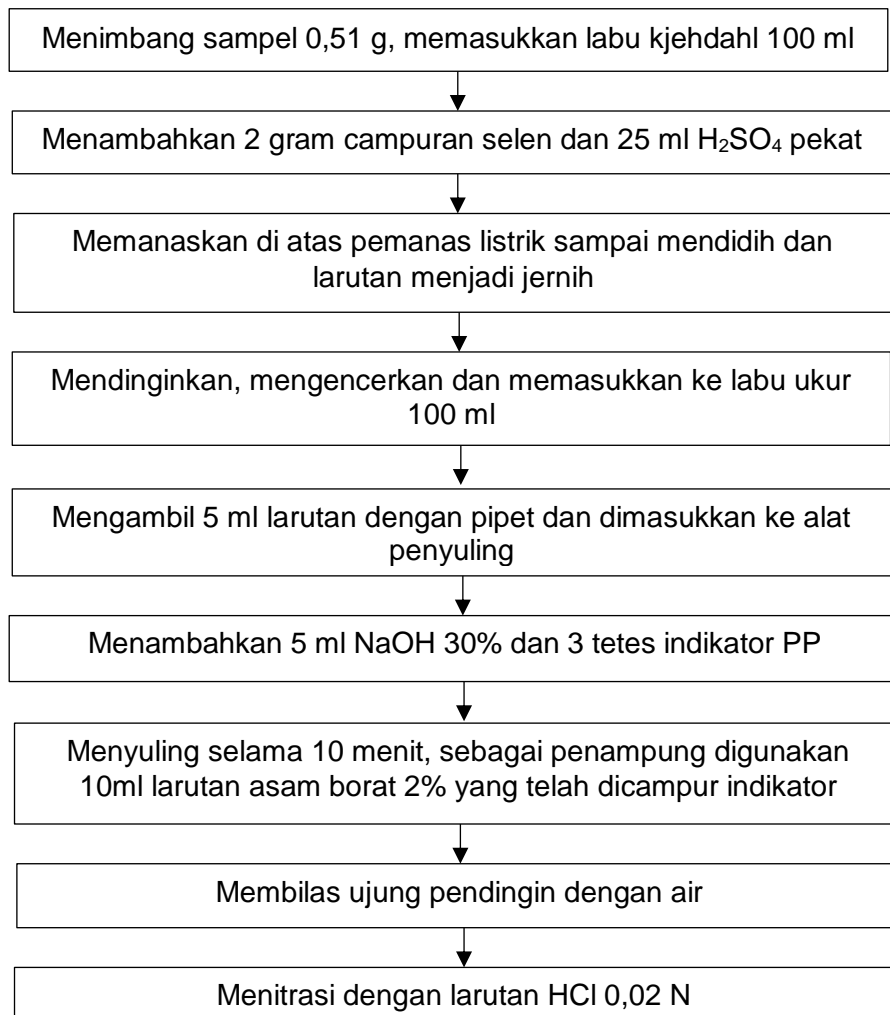 Menimbang sampel 0,51 g, memasukkan labu kjehdahl 100 ml
Menambahkan 2 gram campuran selen dan 25 ml H₂SO₄ pekat
Memanaskan di atas pemanas listrik sampai mendidih dan
larutan menjadi jernih
Mendinginkan, mengencerkan dan memasukkan ke labu ukur
100 ml
Mengambil 5 ml larutan dengan pipet dan dimasukkan ke alat
penyuling
Menambahkan 5 ml NaOH 30% dan 3 tetes indikator PP
Menyuling selama 10 menit, sebagai penampung digunakan
10ml larutan asam borat 2% yang telah dicampur indikator
Membilas ujung pendingin dengan air
Menitrasi dengan larutan HCl 0,02 N